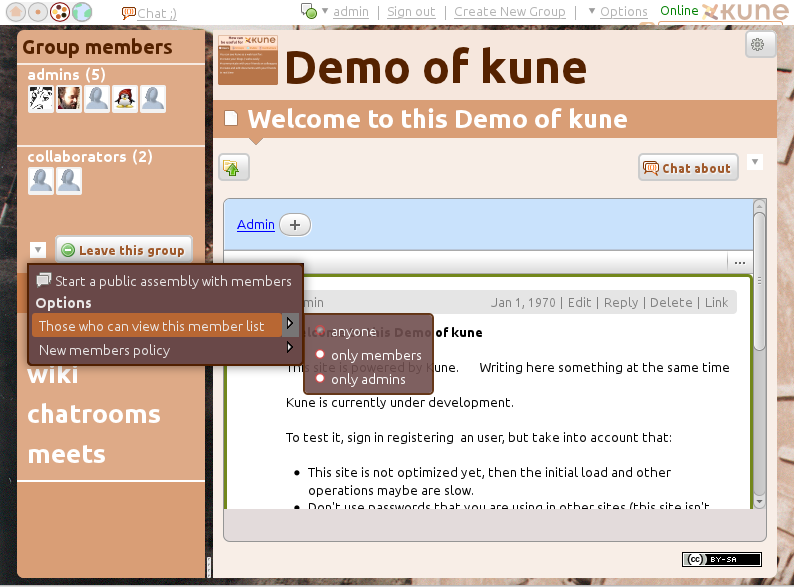 Chat ;)
admin | Sign out | Create New Group | Options Online kune
Group members
admins (5)
collaborators (2)
Leave this group
Start a public assembly with members
Options
Those who can view this member list
New members policy
anyone
only members
only admins
wiki
chatrooms
meets
Demo of kune
Welcome to this Demo of kune
Chat about
Admin +
...
Jan 1, 1970 | Edit | Reply | Delete | Link
this Demo of kune
This site is powered by Kune. Writing here something at the same time
Kune is currently under development.
To test it, sign in registering an user, but take into account that:
• This site is not optimized yet, then the initial load and other
operations maybe are slow.
• Don't use passwords that you are using in other sites (this site isn't
cc BY-SA